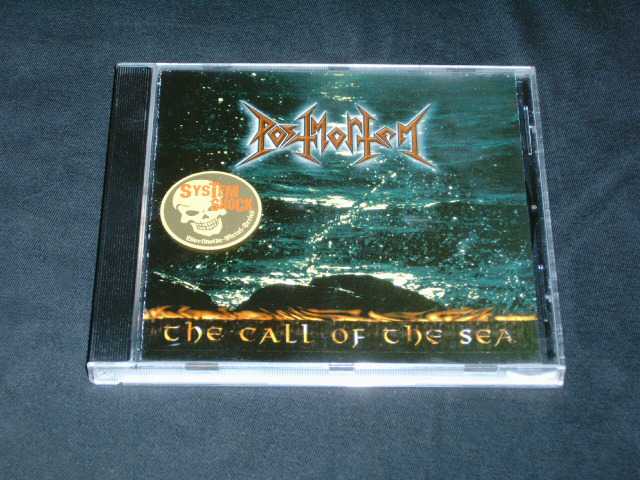 PostMortem
SYSTEM
SHOCK
THE CALL OF THE SEA